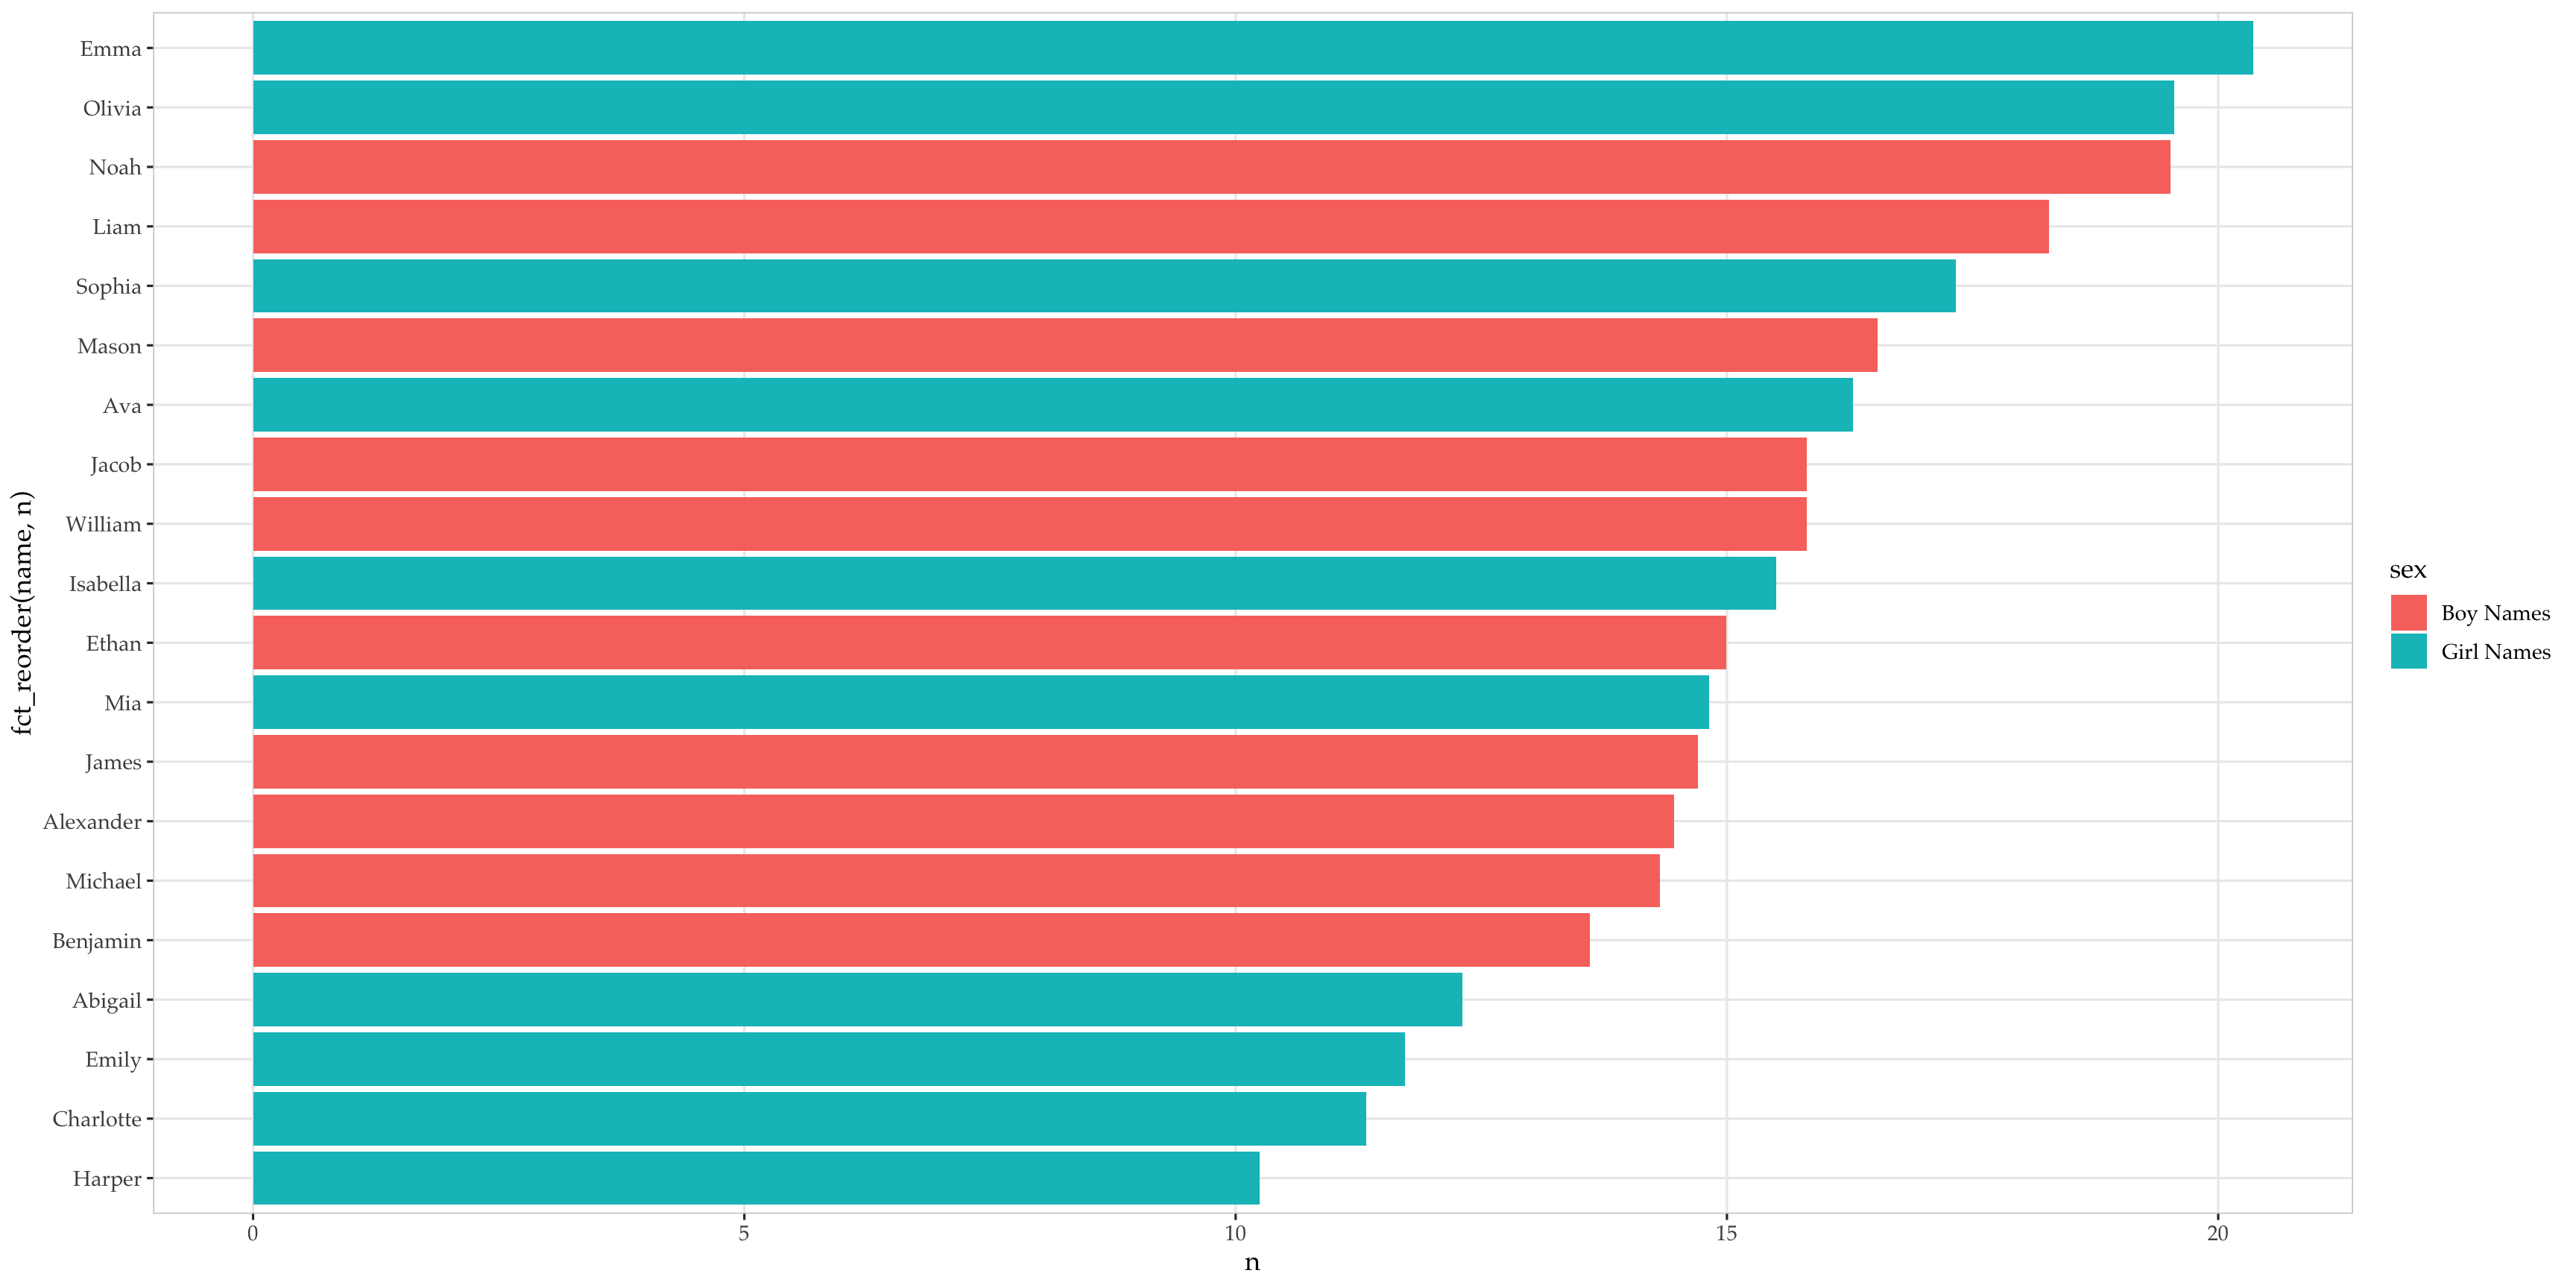 Emma
Olivia
Noah
Liam
Sophia
Mason
Ava
Jacob
William
Isabella
Ethan
Mia
James
Alexander
Michael
Benjamin
Abigail
Emily
Charlotte
Harper
fct_reorder(name, n)
0 5 10 15 20
n
sex
Boy Names
Girl Names